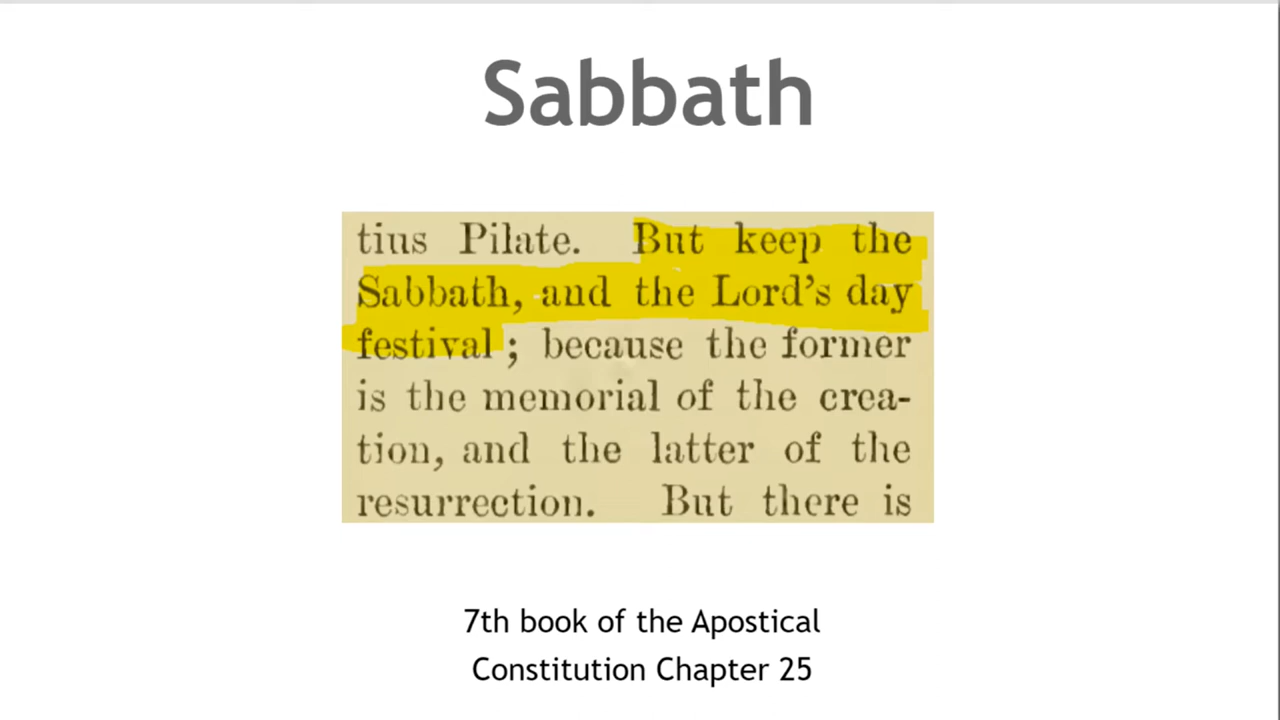 Sabbath
tius Pilate. But keep the
Sabbath, and the Lord's day
festival; because the former
is the memorial of the crea-
tion, and the latter of the
resurrection. But there is
7th book of the Apostical
Constitution Chapter 25